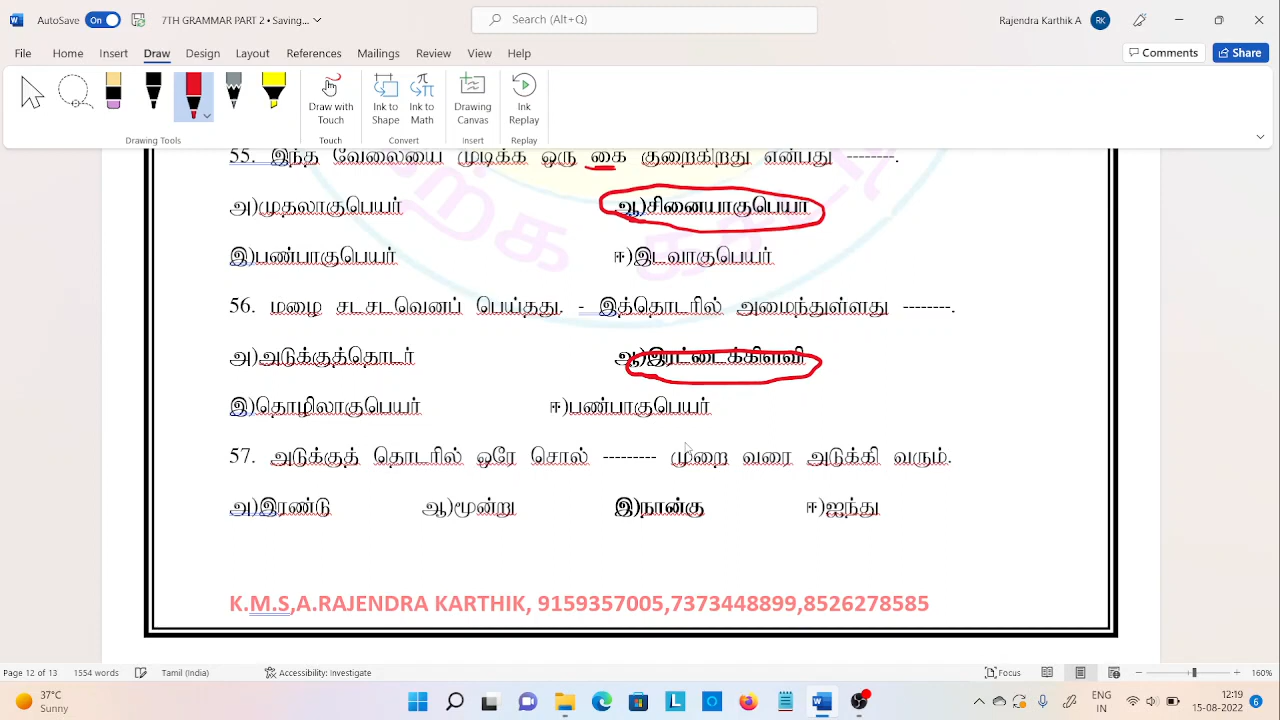 AutoSave On 7TH GRAMMAR PART 2 • Saving... Search (Alt+Q) Rajendra Karthik A RK
File Home Insert Draw Design Layout References Mailings Review View Help Comments Share
Draw with Touch Ink to Shape Ink to Math Drawing Canvas Ink Replay
Drawing Tools Touch Convert Insert Replay
55. இந்த வேலையை முடிக்க ஒரு கை குறைகிறது என்பது --------.
அ)முதலாகுபெயர் ஆ)சினையாகுபெயா
இ)பண்பாகுபெயர் ஈ)இடவாகுபெயர்
56. மழை சடசடவெனப் பெய்தது. - இத்தொடரில் அமைந்துள்ளது --------.
அ)அடுக்குத்தொடர் ஆ)இரட்டைக்கிளவி
இ)தொழிலாகுபெயர் ஈ)பண்பாகுபெயர்
57. அடுக்குத் தொடரில் ஒரே சொல் --------- முறை வரை அடுக்கி வரும்.
அ)இரண்டு ஆ)மூன்று இ)நான்கு ஈ)ஐந்து
K.M.S,A.RAJENDRA KARTHIK, 9159357005,7373448899,8526278585
Page 12 of 13 1554 words Tamil (India) Accessibility: Investigate Focus 160%
37°C
Sunny
ENG
IN
12:19
15-08-2022
6